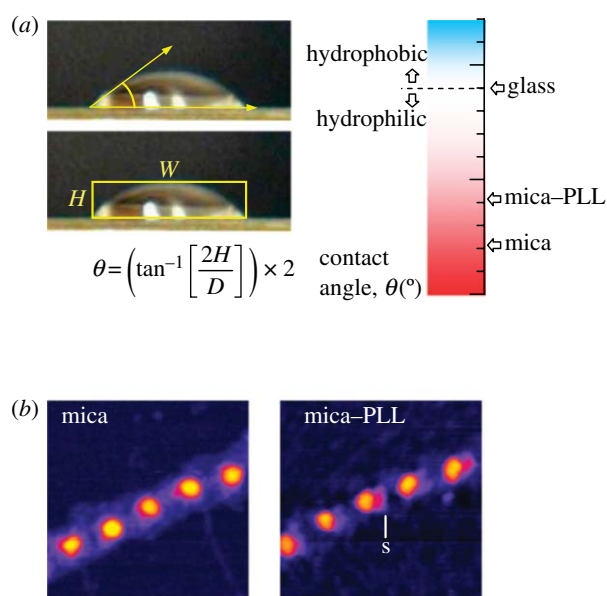 (a)
hydrophobic
glass
hydrophilic
W
H
mica–PLL
mica
θ = (tan⁻¹ [2H/D]) × 2
contact
angle, θ(°)
(b)
mica
mica–PLL
s